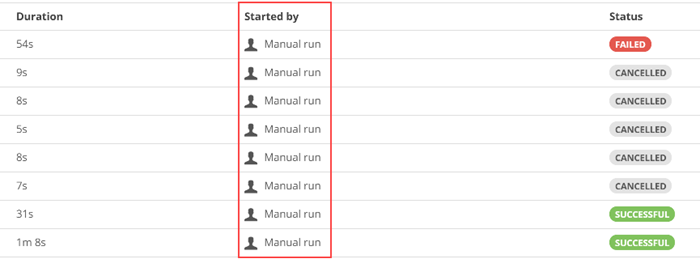 Duration Started by Status
54s Manual run FAILED
9s Manual run CANCELLED
8s Manual run CANCELLED
5s Manual run CANCELLED
8s Manual run CANCELLED
7s Manual run CANCELLED
31s Manual run SUCCESSFUL
1m 8s Manual run SUCCESSFUL